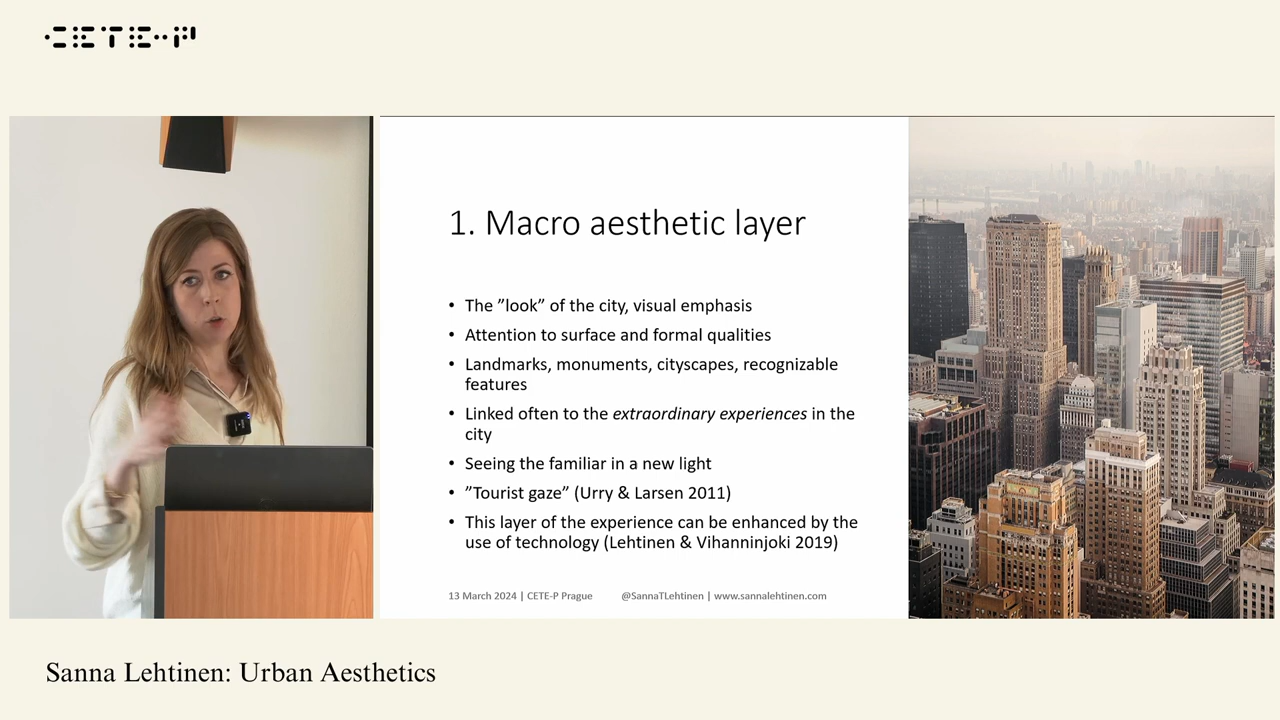 CETE-P
1. Macro aesthetic layer
• The ”look” of the city, visual emphasis
• Attention to surface and formal qualities
• Landmarks, monuments, cityscapes, recognizable
features
• Linked often to the extraordinary experiences in the
city
• Seeing the familiar in a new light
• ”Tourist gaze” (Urry & Larsen 2011)
• This layer of the experience can be enhanced by the
use of technology (Lehtinen & Vihanninjoki 2019)
13 March 2024 | CETE-P Prague @SannaTLehtinen | www.sannalehtinen.com
Sanna Lehtinen: Urban Aesthetics